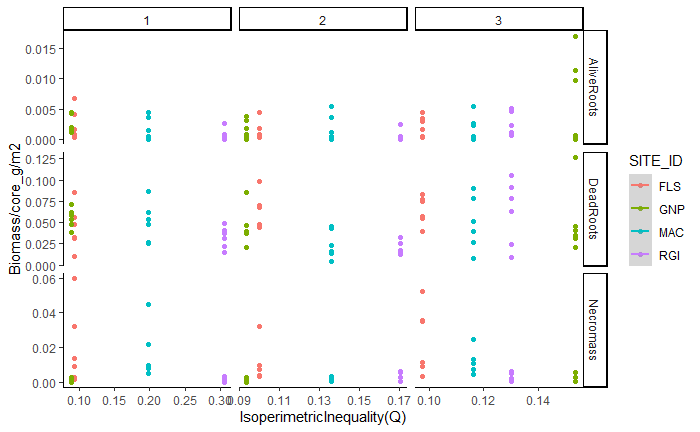 1 2 3
0.015
0.010
0.005
0.000
AliveRoots
0.125
0.100
0.075
0.050
0.025
0.000
DeadRoots
0.06
0.04
0.02
0.00
Necromass
Biomass/core_g/m2
0.10 0.15 0.20 0.25 0.30 0.09 0.11 0.13 0.15 0.17 0.10 0.12 0.14
IsoperimetricInequality(Q)
SITE_ID
FLS
GNP
MAC
RGI